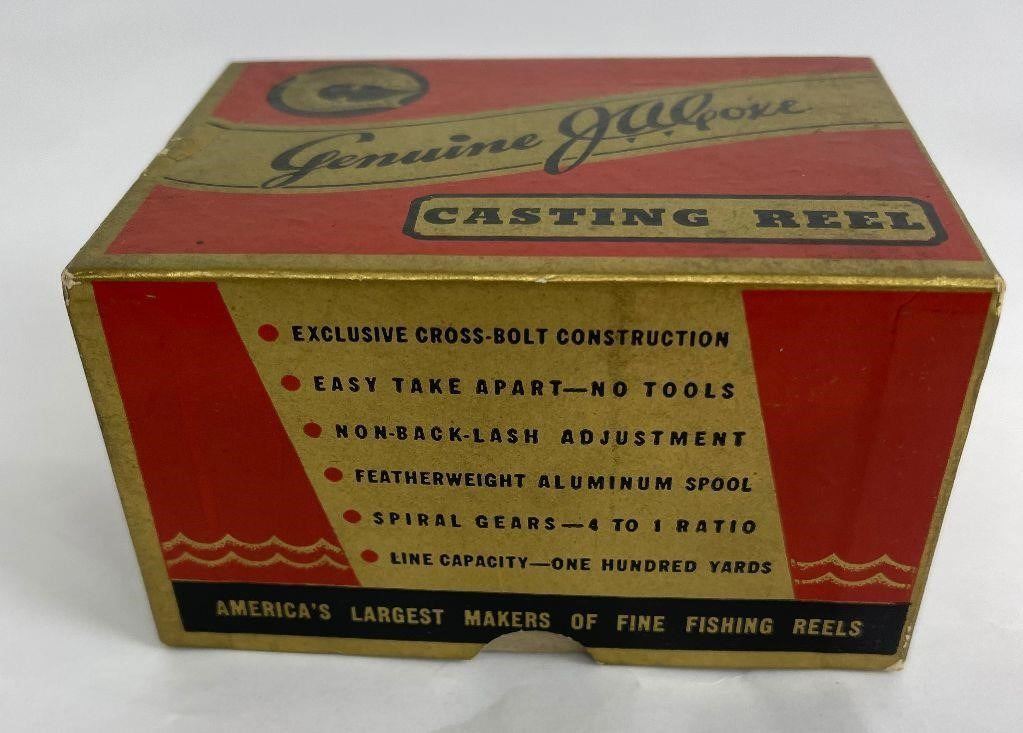 Genuine J.A.Coxe
CASTING REEL
● EXCLUSIVE CROSS-BOLT CONSTRUCTION
● EASY TAKE APART—NO TOOLS
● NON-BACK-LASH ADJUSTMENT
● FEATHERWEIGHT ALUMINUM SPOOL
● SPIRAL GEARS—4 TO 1 RATIO
● LINE CAPACITY—ONE HUNDRED YARDS
AMERICA'S LARGEST MAKERS OF FINE FISHING REELS